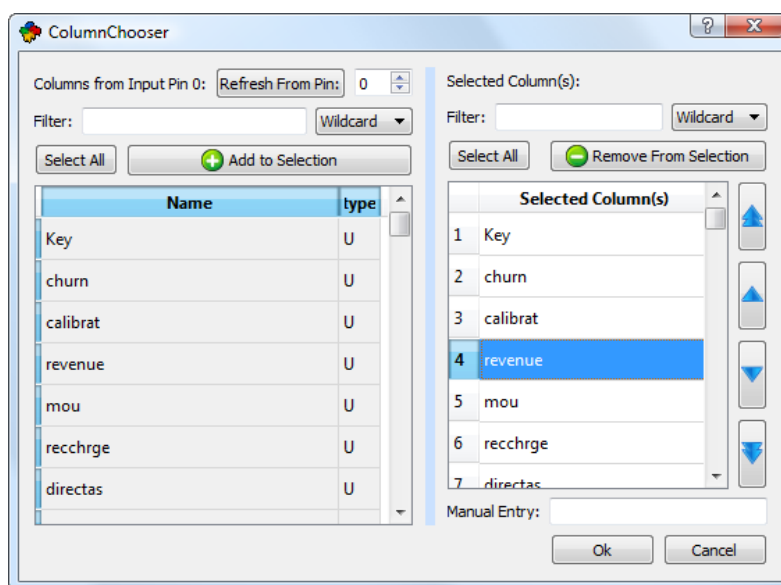 ColumnChooser
?
Columns from Input Pin 0: Refresh From Pin: 0
Filter: Wildcard
Select All Add to Selection
Name type
Key U
churn U
calibrat U
revenue U
mou U
recchrge U
directas U
Selected Column(s):
Filter: Wildcard
Select All Remove From Selection
Selected Column(s)
1 Key
2 churn
3 calibrat
4 revenue
5 mou
6 recchrge
7 directas
Manual Entry:
Ok Cancel